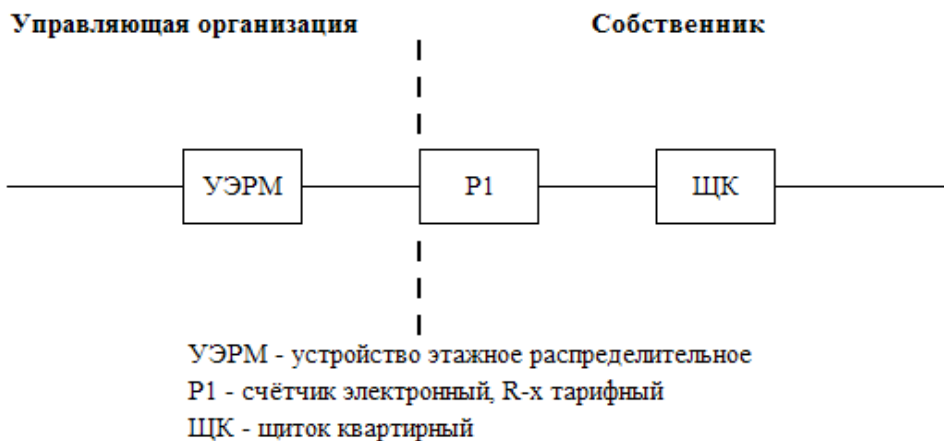 Управляющая организация
Собственник
УЭРМ
Р1
ЩК
УЭРМ - устройство этажное распределительное
Р1 - счётчик электронный, R-х тарифный
ЩК - щиток квартирный